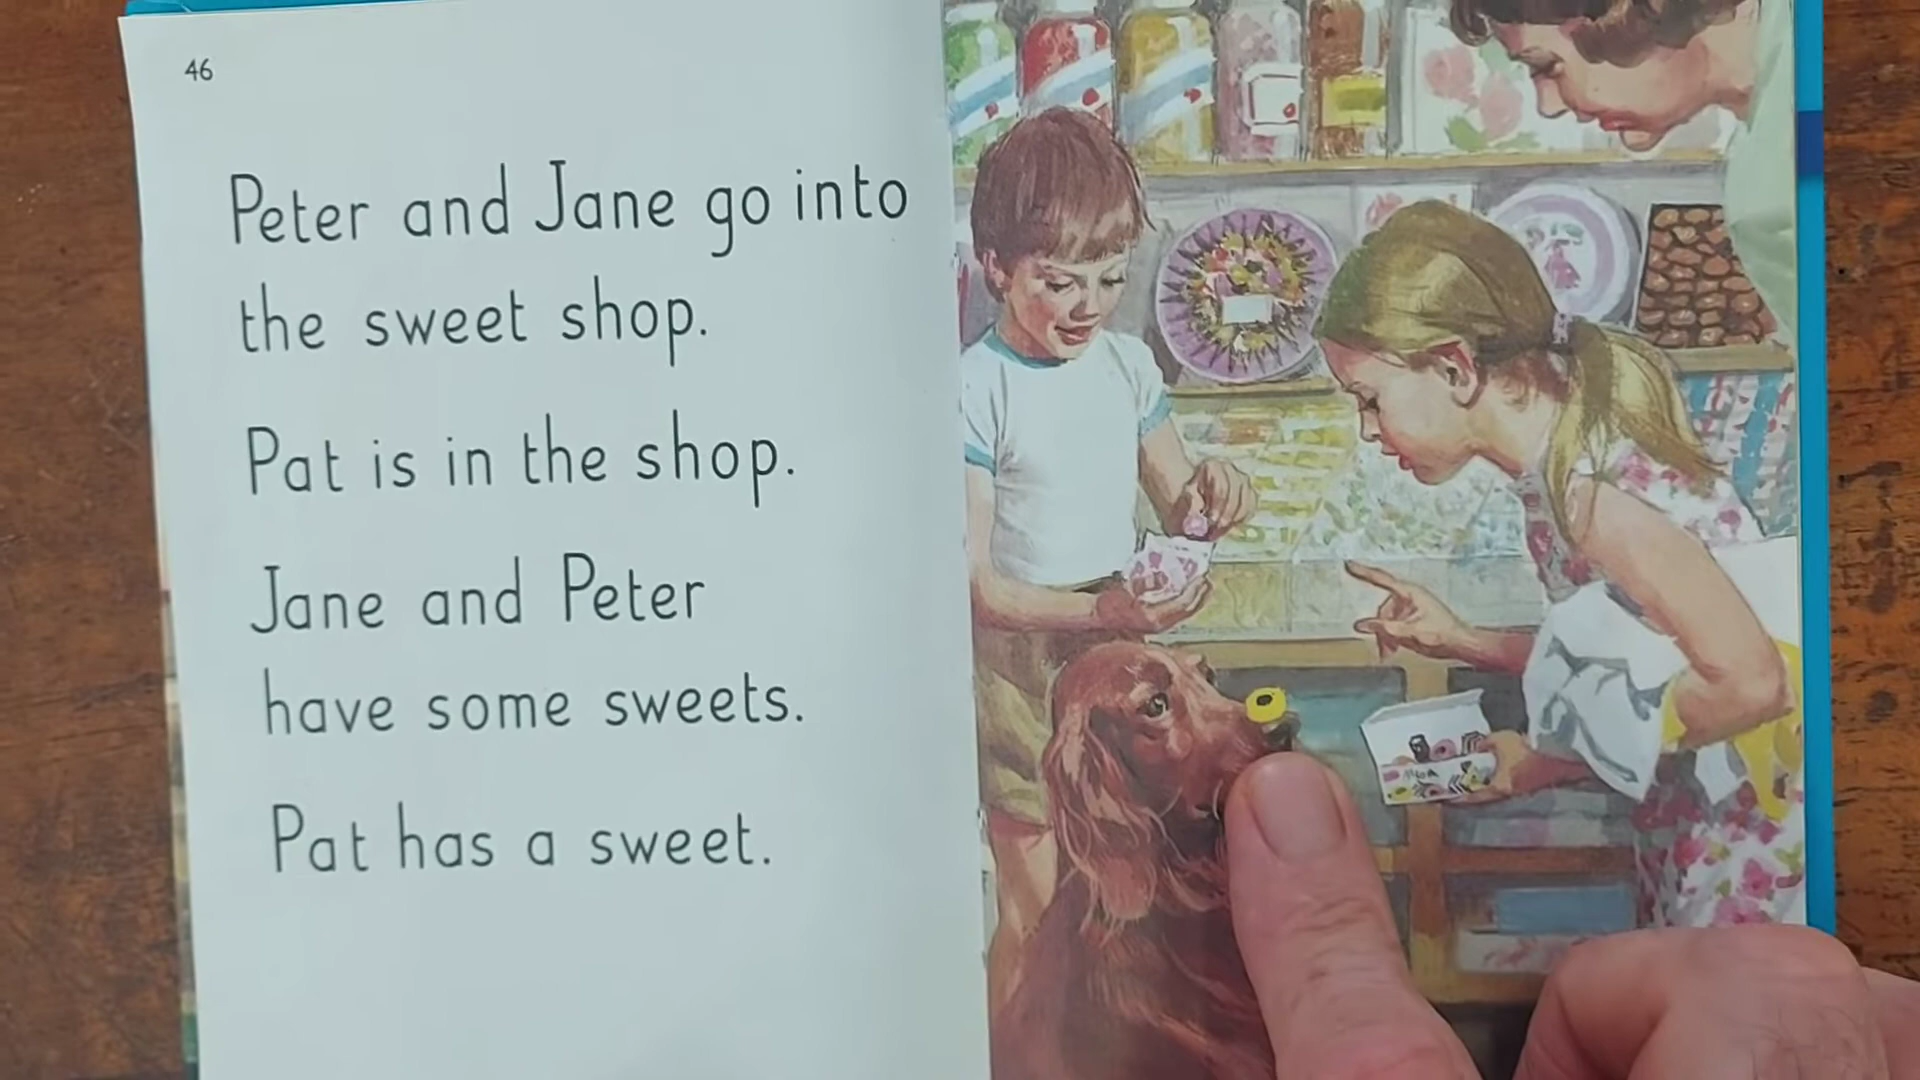 46
Peter and Jane go into
the sweet shop.
Pat is in the shop.
Jane and Peter
have some sweets.
Pat has a sweet.